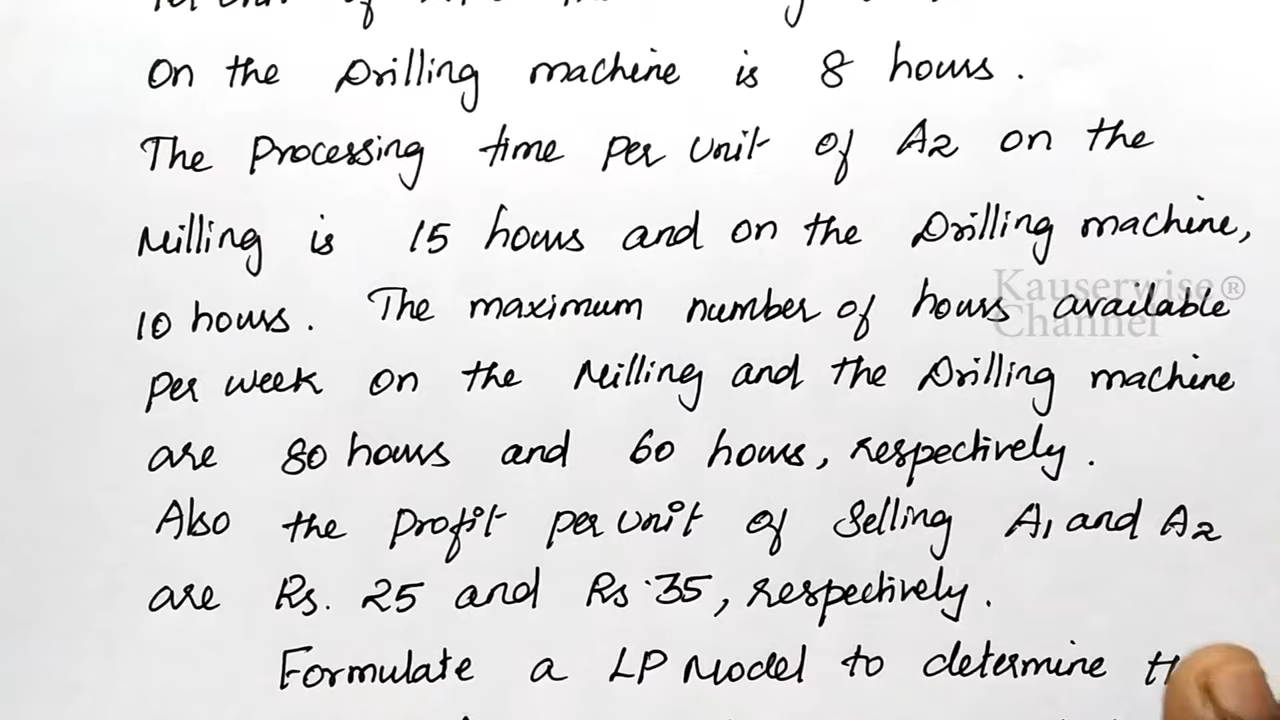 On the Drilling machine is 8 hours.
The Processing time per unit of A2 on the
Milling is 15 hours and on the Drilling machine,
10 hours. The maximum number of hours available
Kauserwise®
Channel
per week on the Milling and the Drilling machine
are 80 hours and 60 hours, respectively.
Also the profit per unit of selling A1 and A2
are Rs. 25 and Rs. 35, respectively.
Formulate a LP Model to determine